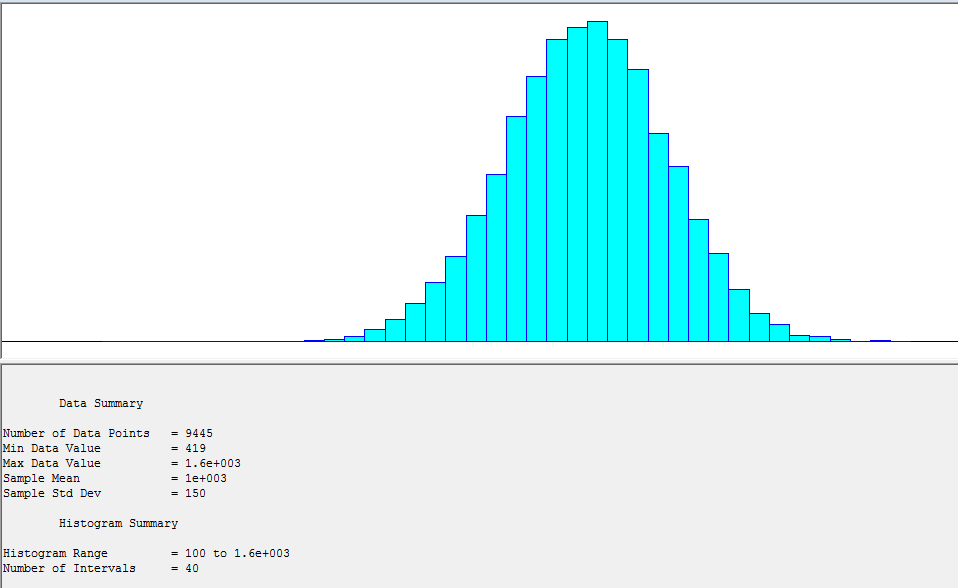 Data Summary
Number of Data Points = 9445
Min Data Value = 419
Max Data Value = 1.6e+003
Sample Mean = 1e+003
Sample Std Dev = 150
Histogram Summary
Histogram Range = 100 to 1.6e+003
Number of Intervals = 40